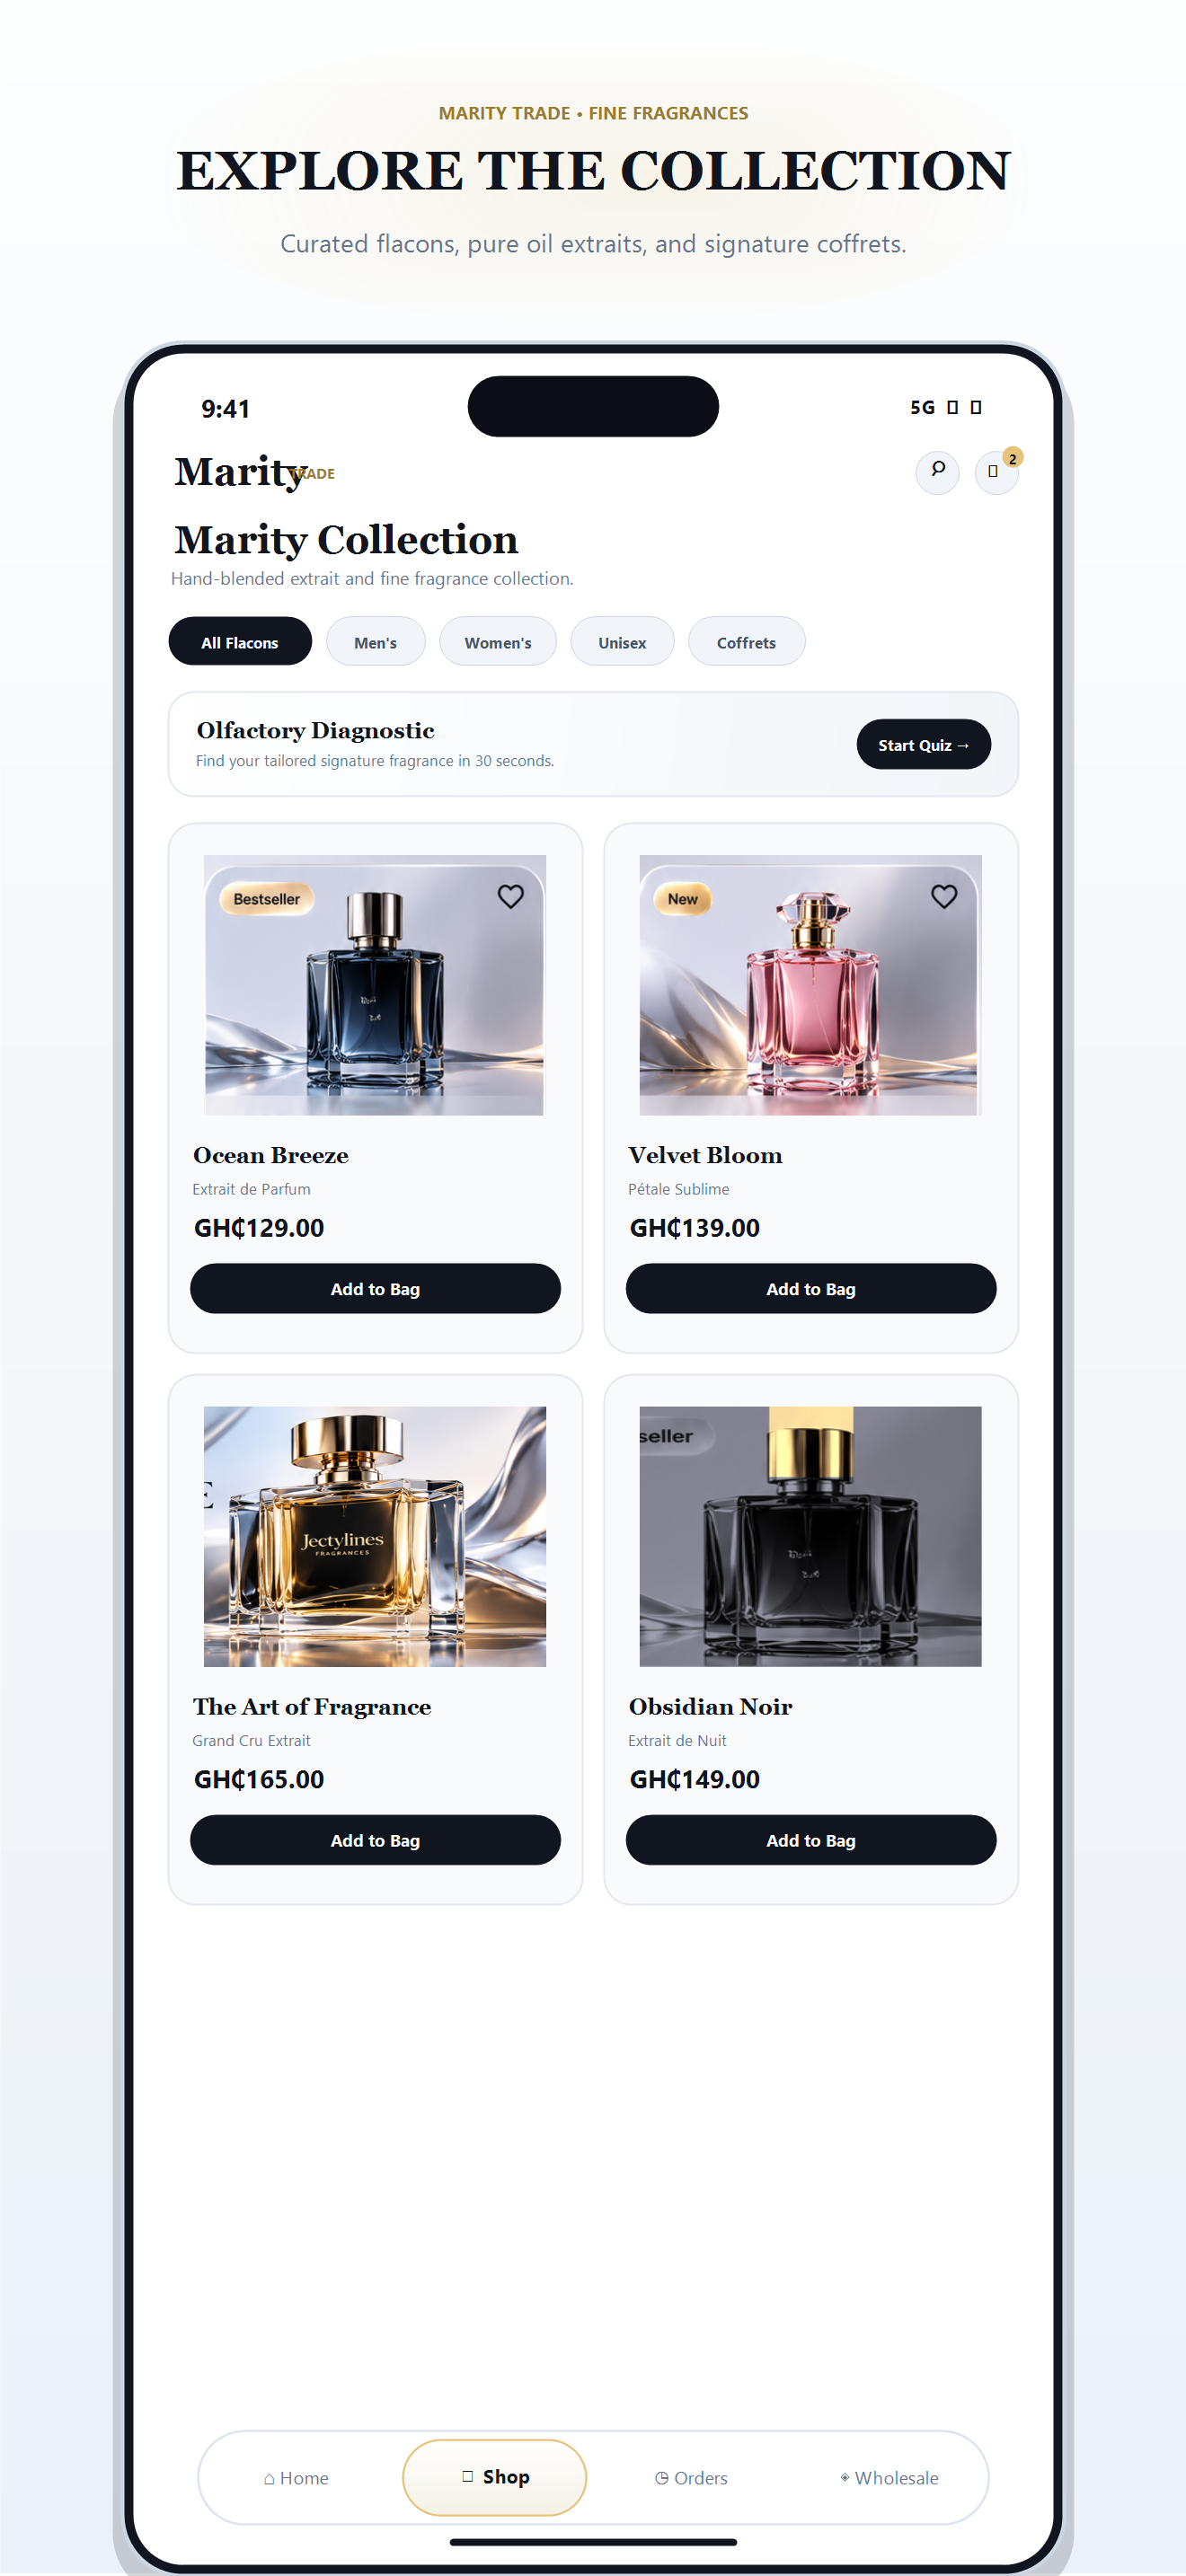 MARITY TRADE • FINE FRAGRANCES
EXPLORE THE COLLECTION
Curated flacons, pure oil extraits, and signature coffrets.
9:41
5G
Marity TRADE
2
Marity Collection
Hand-blended extrait and fine fragrance collection.
All Flacons Men's Women's Unisex Coffrets
Olfactory Diagnostic
Find your tailored signature fragrance in 30 seconds.
Start Quiz →
Bestseller
New
Ocean Breeze
Extrait de Parfum
GH₵129.00
Add to Bag
Velvet Bloom
Pétale Sublime
GH₵139.00
Add to Bag
E
Jectylines
FRAGRANCES
seller
The Art of Fragrance
Grand Cru Extrait
GH₵165.00
Add to Bag
Obsidian Noir
Extrait de Nuit
GH₵149.00
Add to Bag
Home Shop Orders Wholesale